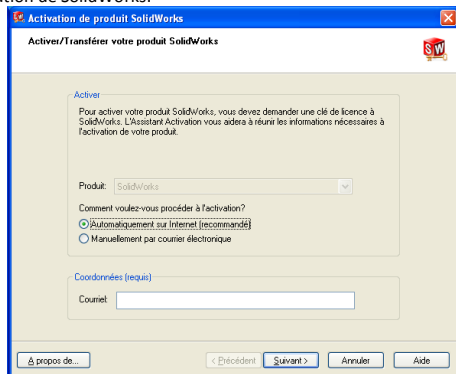 ation de SolidWorks.
Activation de produit SolidWorks
Activer/Transférer votre produit SolidWorks
SW
Activer
Pour activer votre produit SolidWorks, vous devez demander une clé de licence à
SolidWorks. L'Assistant Activation vous aidera à réunir les informations nécessaires à
l'activation de votre produit.
Produit: SolidWorks
Comment voulez-vous procéder à l'activation?
Automatiquement sur Internet (recommandé)
Manuellement par courrier électronique
Coordonnées (requis)
Courriel:
A propos de... < Précédent Suivant > Annuler Aide